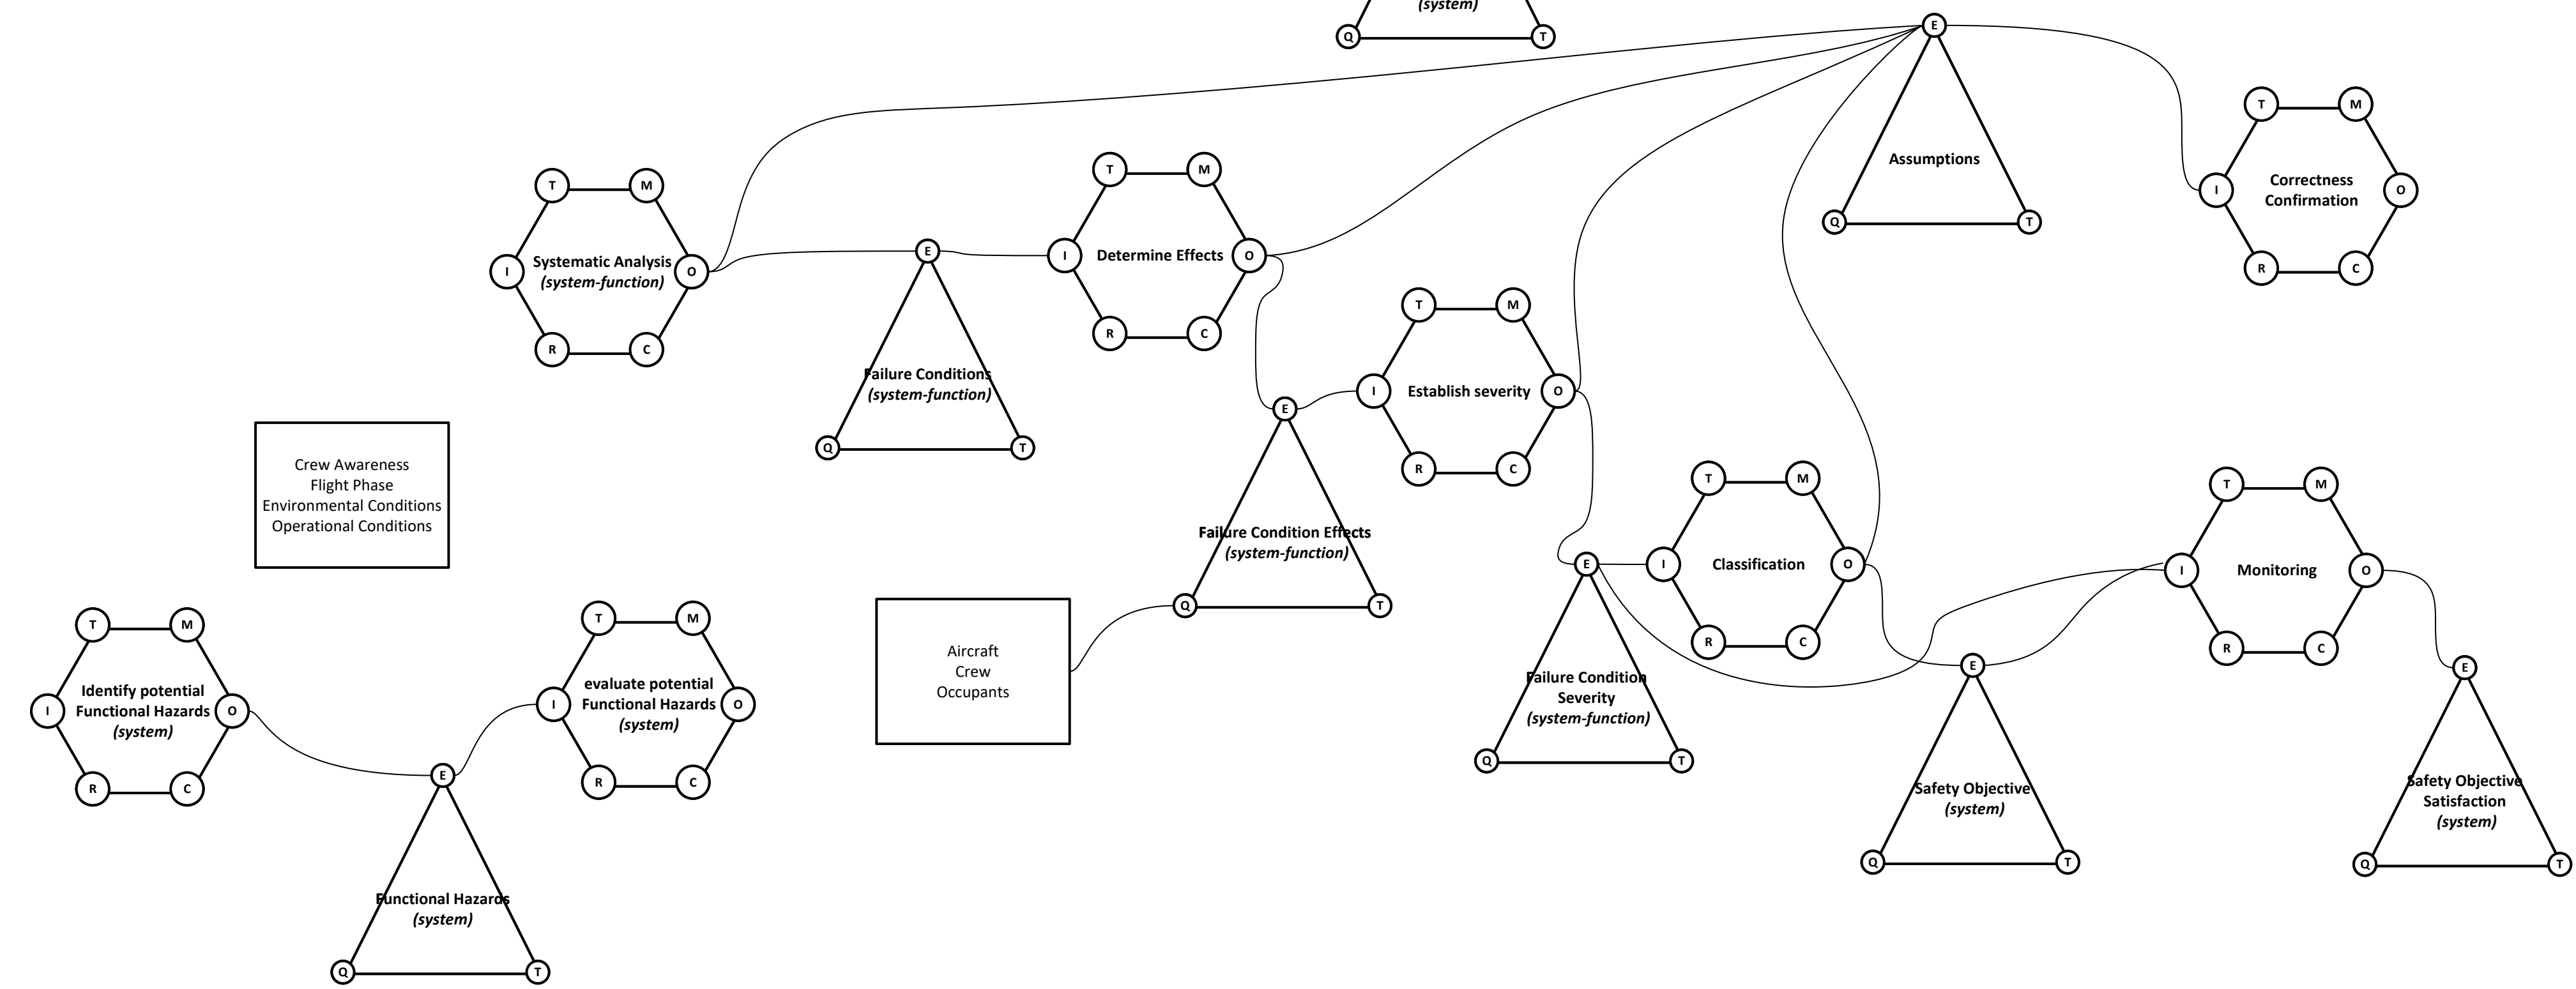 (system)
Q
T
E
Assumptions
Q
T
T
M
Correctness
Confirmation
I
O
R
C
T
M
Systematic Analysis
(system-function)
I
O
R
C
E
Failure Conditions
(system-function)
Q
T
T
M
Determine Effects
I
O
R
C
T
M
Establish severity
I
O
R
C
E
Failure Condition Effects
(system-function)
Q
T
Crew Awareness
Flight Phase
Environmental Conditions
Operational Conditions
Aircraft
Crew
Occupants
T
M
Classification
I
O
R
C
E
Failure Condition
Severity
(system-function)
Q
T
T
M
Monitoring
I
O
R
C
E
Safety Objective
(system)
Q
T
E
Safety Objective
Satisfaction
(system)
Q
T
T
M
Identify potential
Functional Hazards
(system)
I
O
R
C
T
M
evaluate potential
Functional Hazards
(system)
I
O
R
C
E
Functional Hazards
(system)
Q
T